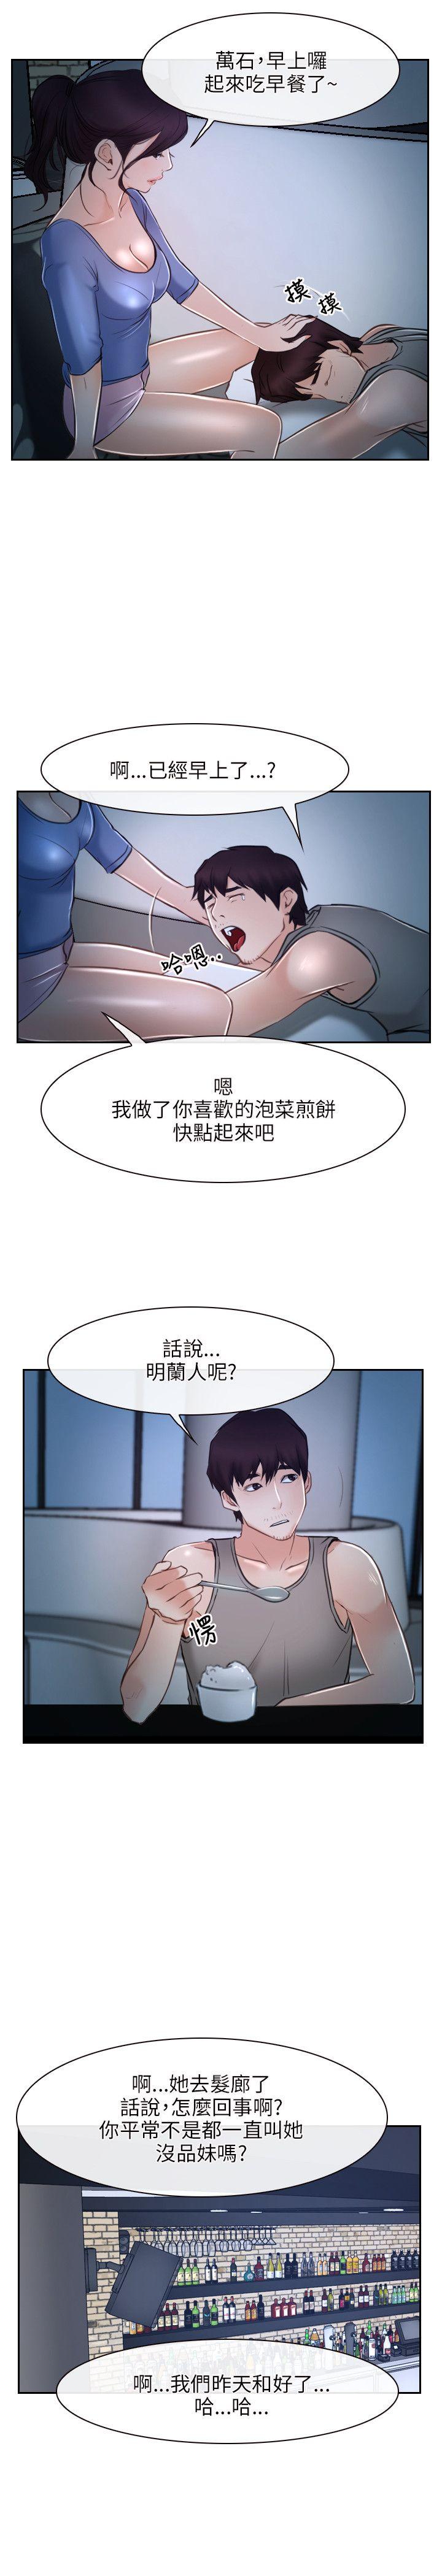 萬石,早上囉
起來吃早餐了~
摸
摸
啊...已經早上了...?
哈嗯..
嗯
我做了你喜歡的泡菜煎餅
快點起來吧
話說...
明蘭人呢?
愣
啊...她去髮廊了
話說,怎麼回事啊?
你平常不是都一直叫她
沒品妹嗎?
啊...我們昨天和好了...
哈...哈...